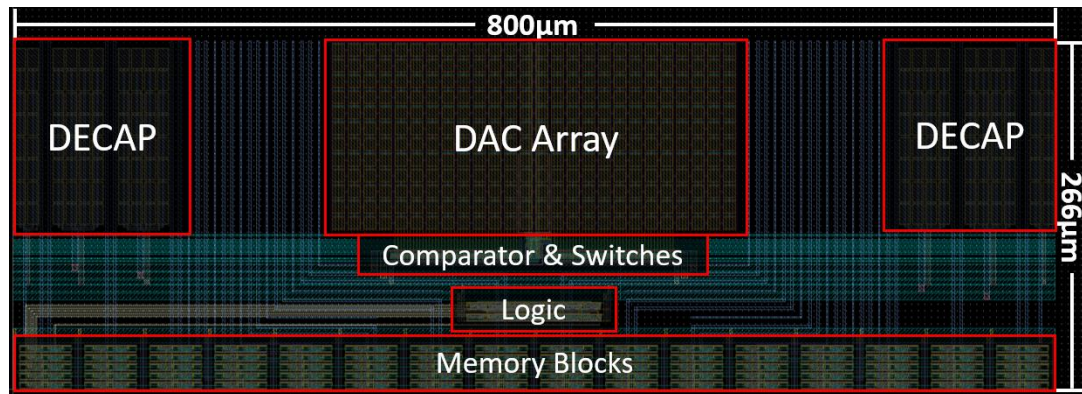 800μm
DECAP
DAC Array
DECAP
266μm
Comparator & Switches
Logic
Memory Blocks